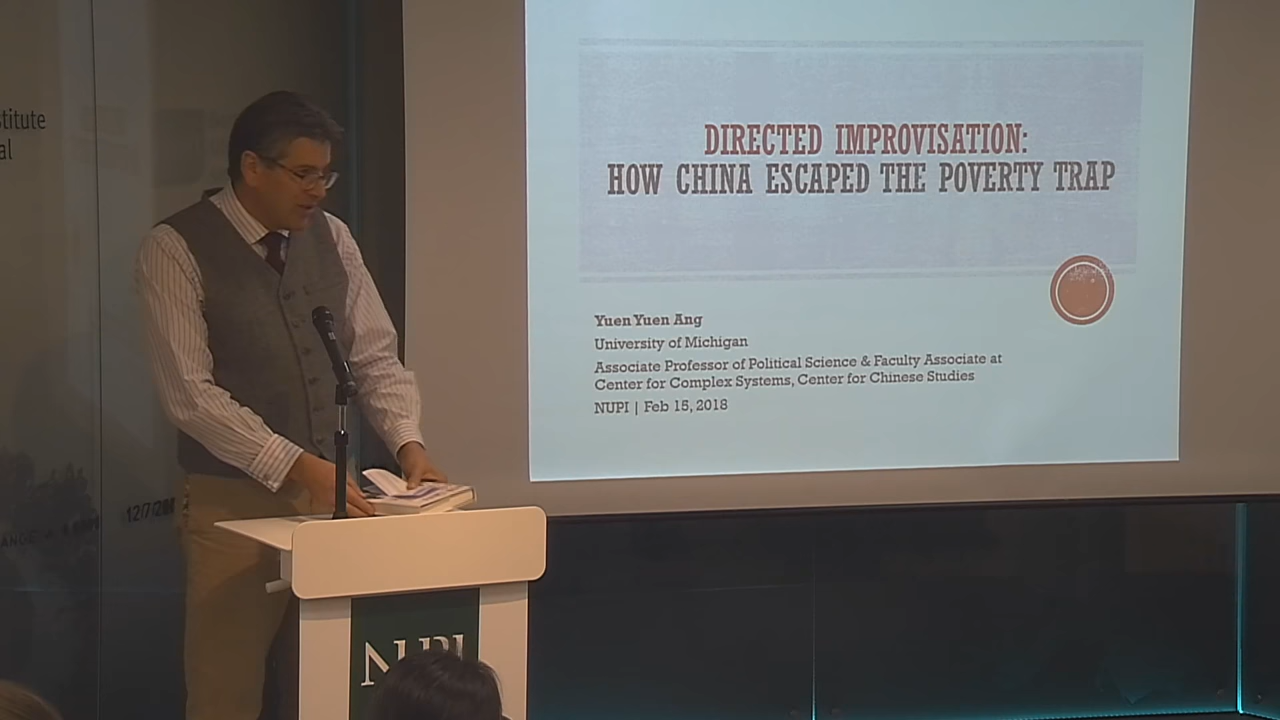 stitute
al
DIRECTED IMPROVISATION:
HOW CHINA ESCAPED THE POVERTY TRAP
Yuen Yuen Ang
University of Michigan
Associate Professor of Political Science & Faculty Associate at
Center for Complex Systems, Center for Chinese Studies
NUPI | Feb 15, 2018
NUPI